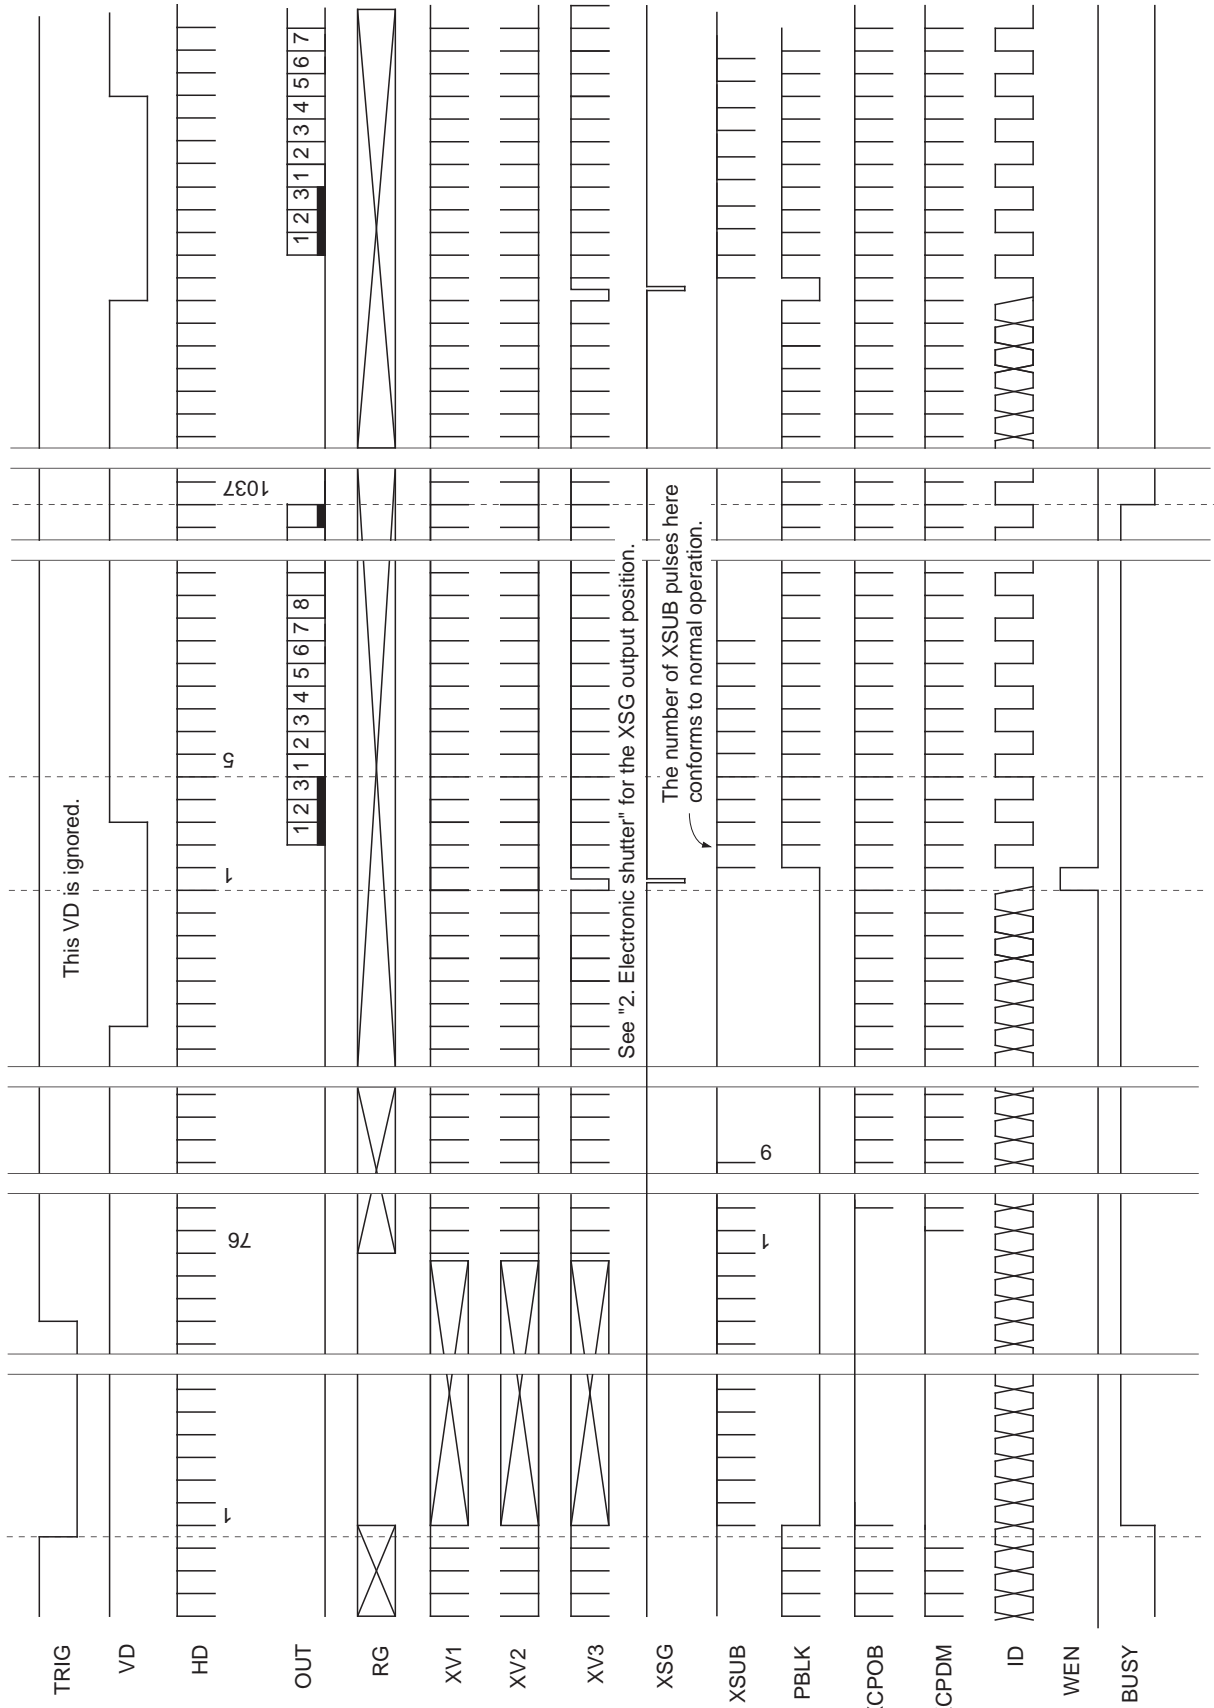 TRIG
This VD is ignored.
VD
HD
1 76 1 5 1037
OUT 1 2 3 1 2 3 4 5 6 7 8 1 2 3 1 2 3 4 5 6 7
RG
XV1
XV2
XV3
See "2. Electronic shutter" for the XSG output position.
XSG
The number of XSUB pulses here
conforms to normal operation.
XSUB
1 9
PBLK
CPOB
CPDM
ID
WEN
BUSY